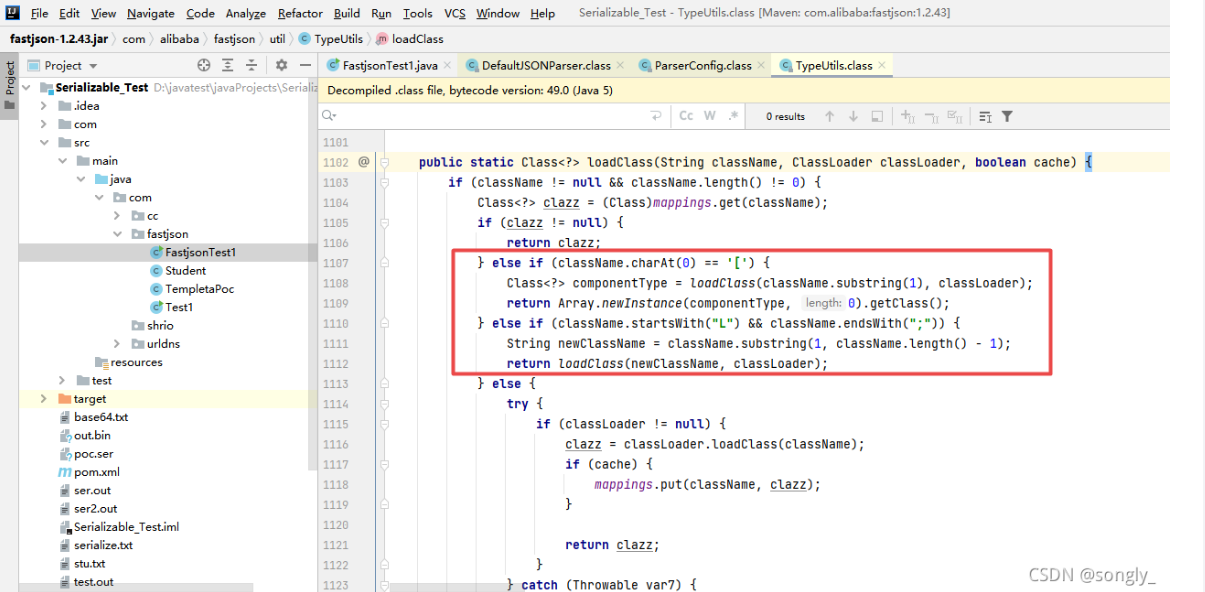 File Edit View Navigate Code Analyze Refactor Build Run Tools VCS Window Help Serializable_Test - TypeUtils.class [Maven: com.alibaba:fastjson:1.2.43]
fastjson-1.2.43.jar com alibaba fastjson util TypeUtils loadClass
Project
Project
FastjsonTest1.java DefaultJSONParser.class ParserConfig.class TypeUtils.class
Serializable_Test D:\javatest\javaProjects\Serializ
.idea
com
src
main
java
com
cc
fastjson
FastjsonTest1
Student
TempletaPoc
Test1
shrio
urldns
resources
test
target
base64.txt
out.bin
poc.ser
pom.xml
ser.out
ser2.out
Serializable_Test.iml
serialize.txt
stu.txt
test.out
Decompiled .class file, bytecode version: 49.0 (Java 5)
Cc W .* 0 results
1101
1102 @ public static Class<?> loadClass(String className, ClassLoader classLoader, boolean cache) {
1103 if (className != null && className.length() != 0) {
1104 Class<?> clazz = (Class)mappings.get(className);
1105 if (clazz != null) {
1106 return clazz;
1107 } else if (className.charAt(0) == '[') {
1108 Class<?> componentType = loadClass(className.substring(1), classLoader);
1109 return Array.newInstance(componentType, length: 0).getClass();
1110 } else if (className.startsWith("L") && className.endsWith(";")) {
1111 String newClassName = className.substring(1, className.length() - 1);
1112 return loadClass(newClassName, classLoader);
1113 } else {
1114 try {
1115 if (classLoader != null) {
1116 clazz = classLoader.loadClass(className);
1117 if (cache) {
1118 mappings.put(className, clazz);
1119 }
1120
1121 return clazz;
1122 }
1123 } catch (Throwable var7) {
CSDN @songly_